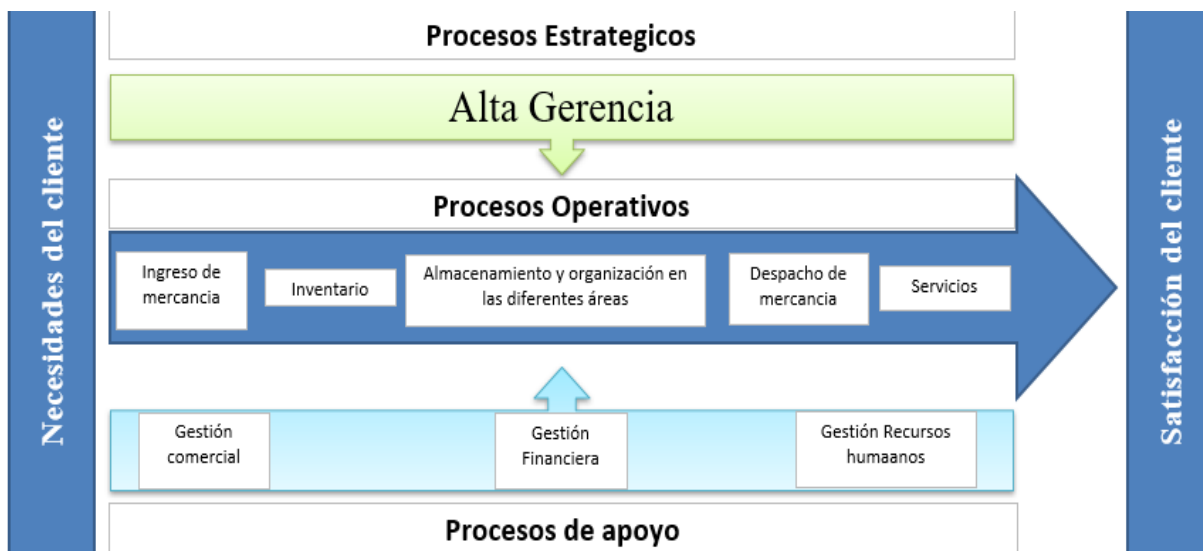 Necesidades del cliente
Procesos Estrategicos
Alta Gerencia
Procesos Operativos
Ingreso de
mercancia
Inventario
Almacenamiento y organización en
las diferentes áreas
Despacho de
mercancia
Servicios
Gestión
comercial
Gestión
Financiera
Gestión Recursos
humaanos
Procesos de apoyo
Satisfacción del cliente